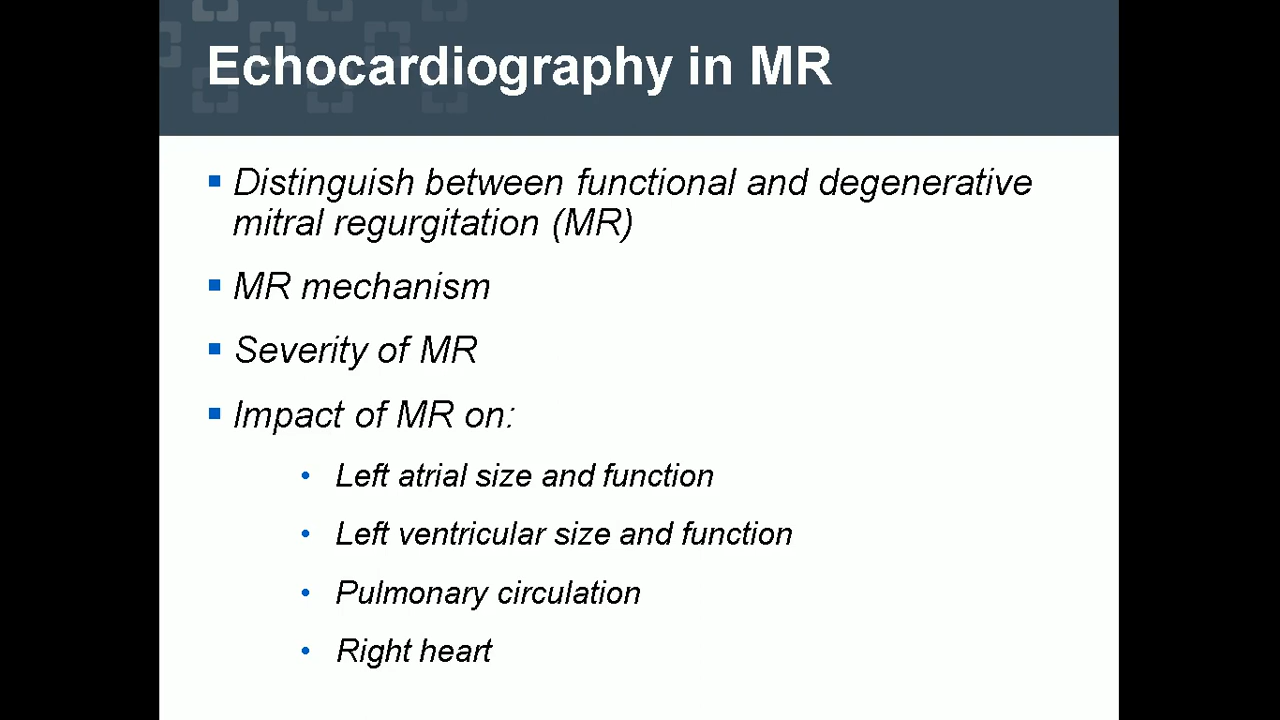 Echocardiography in MR
Distinguish between functional and degenerative
mitral regurgitation (MR)
MR mechanism
Severity of MR
Impact of MR on:
Left atrial size and function
Left ventricular size and function
Pulmonary circulation
Right heart